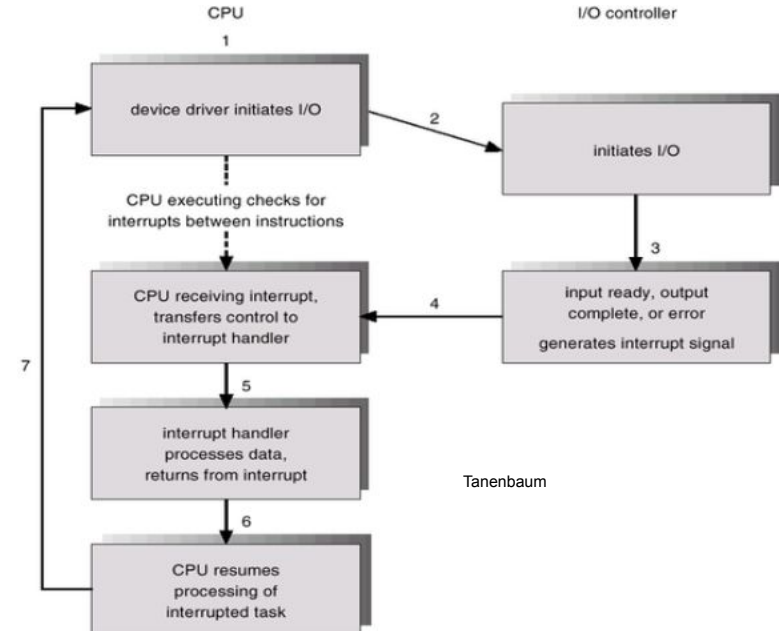 CPU
I/O controller
1
device driver initiates I/O
2
initiates I/O
CPU executing checks for
interrupts between instructions
3
CPU receiving interrupt,
transfers control to
interrupt handler
4
input ready, output
complete, or error
generates interrupt signal
7
5
interrupt handler
processes data,
returns from interrupt
Tanenbaum
6
CPU resumes
processing of
interrupted task